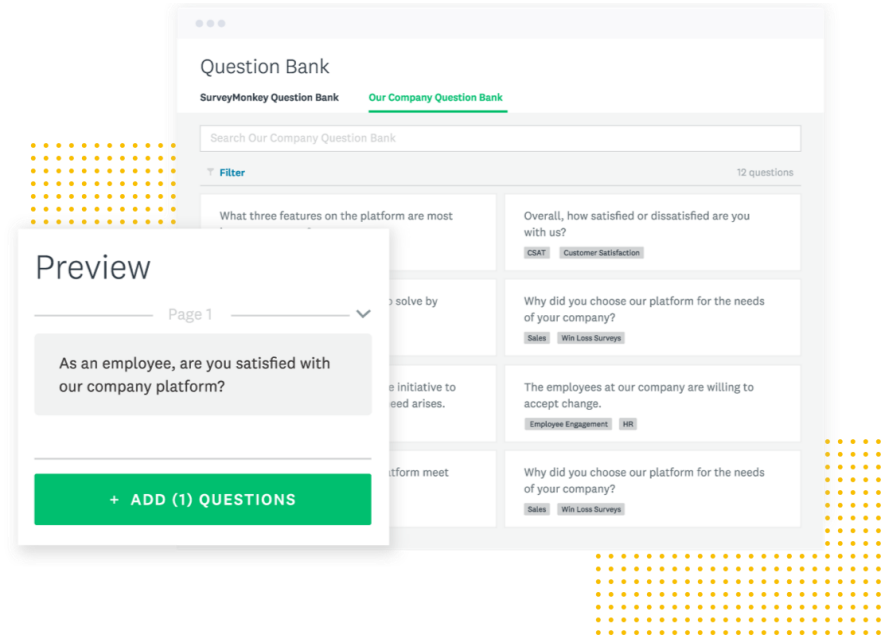 Question Bank
SurveyMonkey Question Bank
Our Company Question Bank
Search Our Company Question Bank
Filter
12 questions
What three features on the platform are most
Overall, how satisfied or dissatisfied are you
with us?
CSAT
Customer Satisfaction
solve by
Why did you choose our platform for the needs
of your company?
Sales
Win Loss Surveys
initiative to
arises.
The employees at our company are willing to
accept change.
Employee Engagement
HR
meet
Why did you choose our platform for the needs
of your company?
Sales
Win Loss Surveys
Preview
Page 1
As an employee, are you satisfied with
our company platform?
+ ADD (1) QUESTIONS